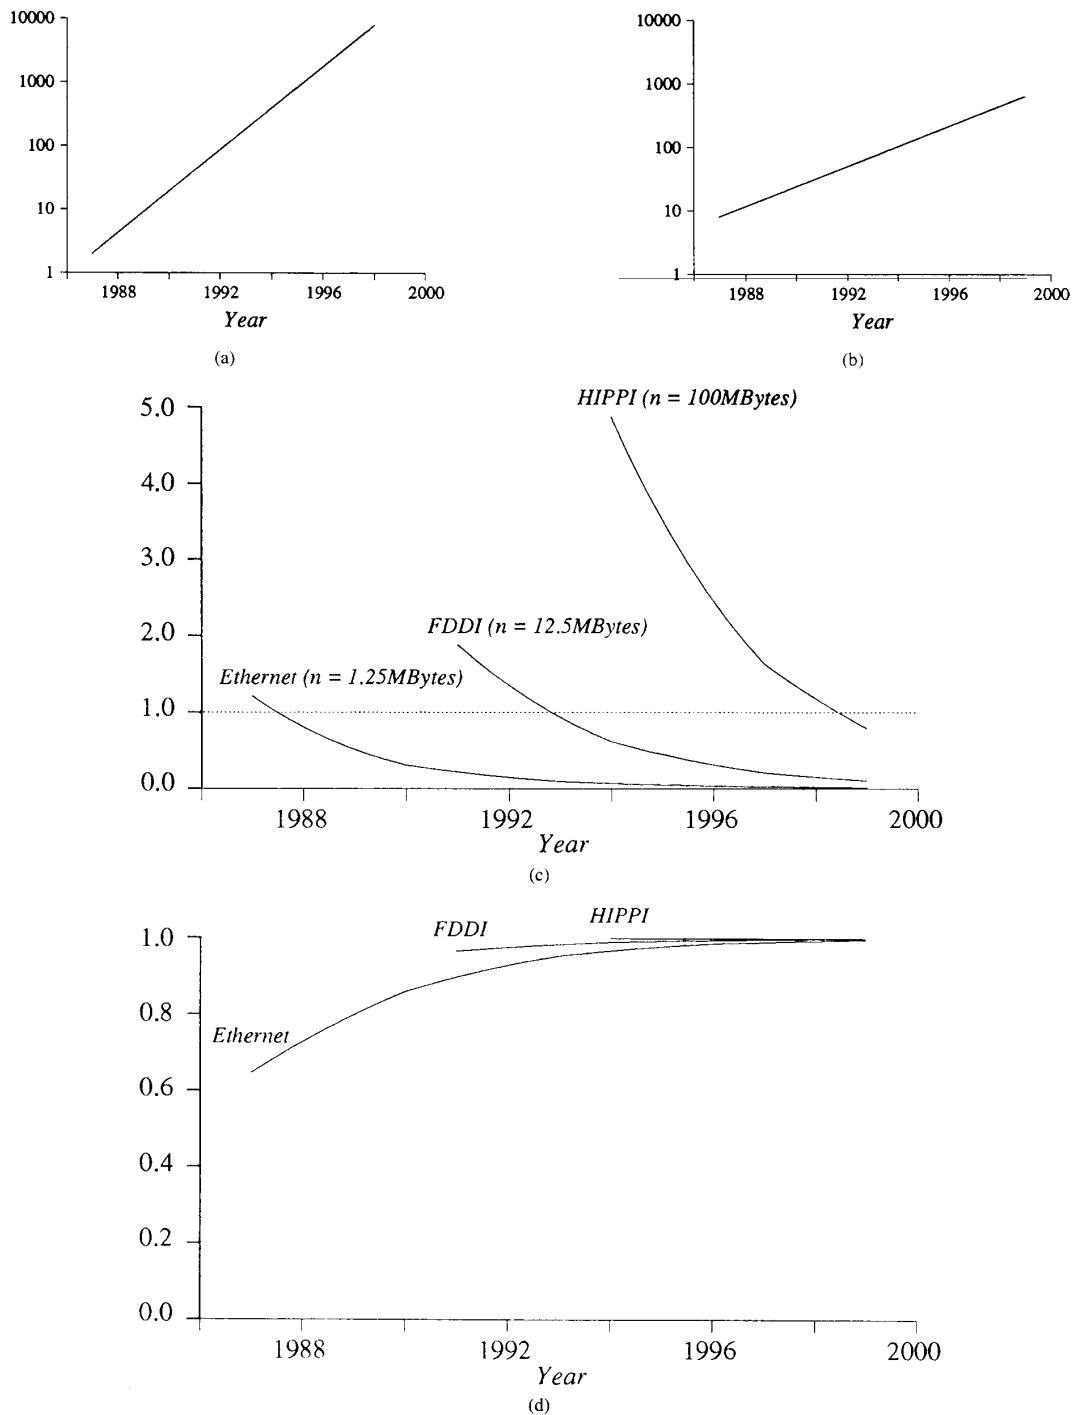 10000
1000
100
10
1
1988 1992 1996 2000
Year
(a)
10000
1000
100
10
1
1988 1992 1996 2000
Year
(b)
HIPPI (n = 100MBytes)
5.0
4.0
3.0
FDDI (n = 12.5MBytes)
2.0
Ethernet (n = 1.25MBytes)
1.0
0.0
1988 1992 1996 2000
Year
(c)
HIPPI
FDDI
1.0
0.8
Ethernet
0.6
0.4
0.2
0.0
1988 1992 1996 2000
Year
(d)